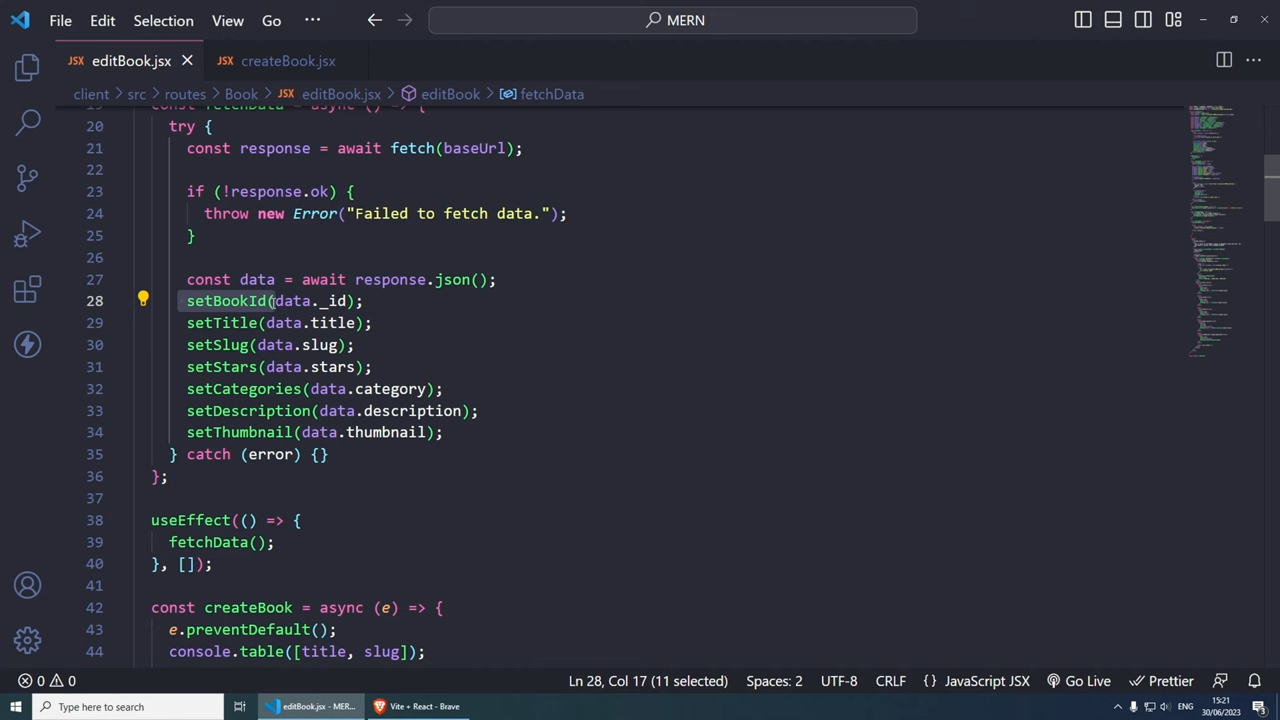 File Edit Selection View Go ··· MERN
editBook.jsx createBook.jsx
client > src > routes > Book > editBook.jsx > editBook > fetchData
19 const fetchData = async () => {
20 try {
21 const response = await fetch(baseUrl);
22
23 if (!response.ok) {
24 throw new Error("Failed to fetch data.");
25 }
26
27 const data = await response.json();
28 setBookId(data._id);
29 setTitle(data.title);
30 setSlug(data.slug);
31 setStars(data.stars);
32 setCategories(data.category);
33 setDescription(data.description);
34 setThumbnail(data.thumbnail);
35 } catch (error) {}
36 };
37
38 useEffect(() => {
39 fetchData();
40 }, []);
41
42 const createBook = async (e) => {
43 e.preventDefault();
44 console.table([title, slug]);
0 0 Ln 28, Col 17 (11 selected) Spaces: 2 UTF-8 CRLF {} JavaScript JSX Go Live Prettier
Type here to search editBook.jsx - MER... Vite + React - Brave ENG 15:21
30/06/2023 3